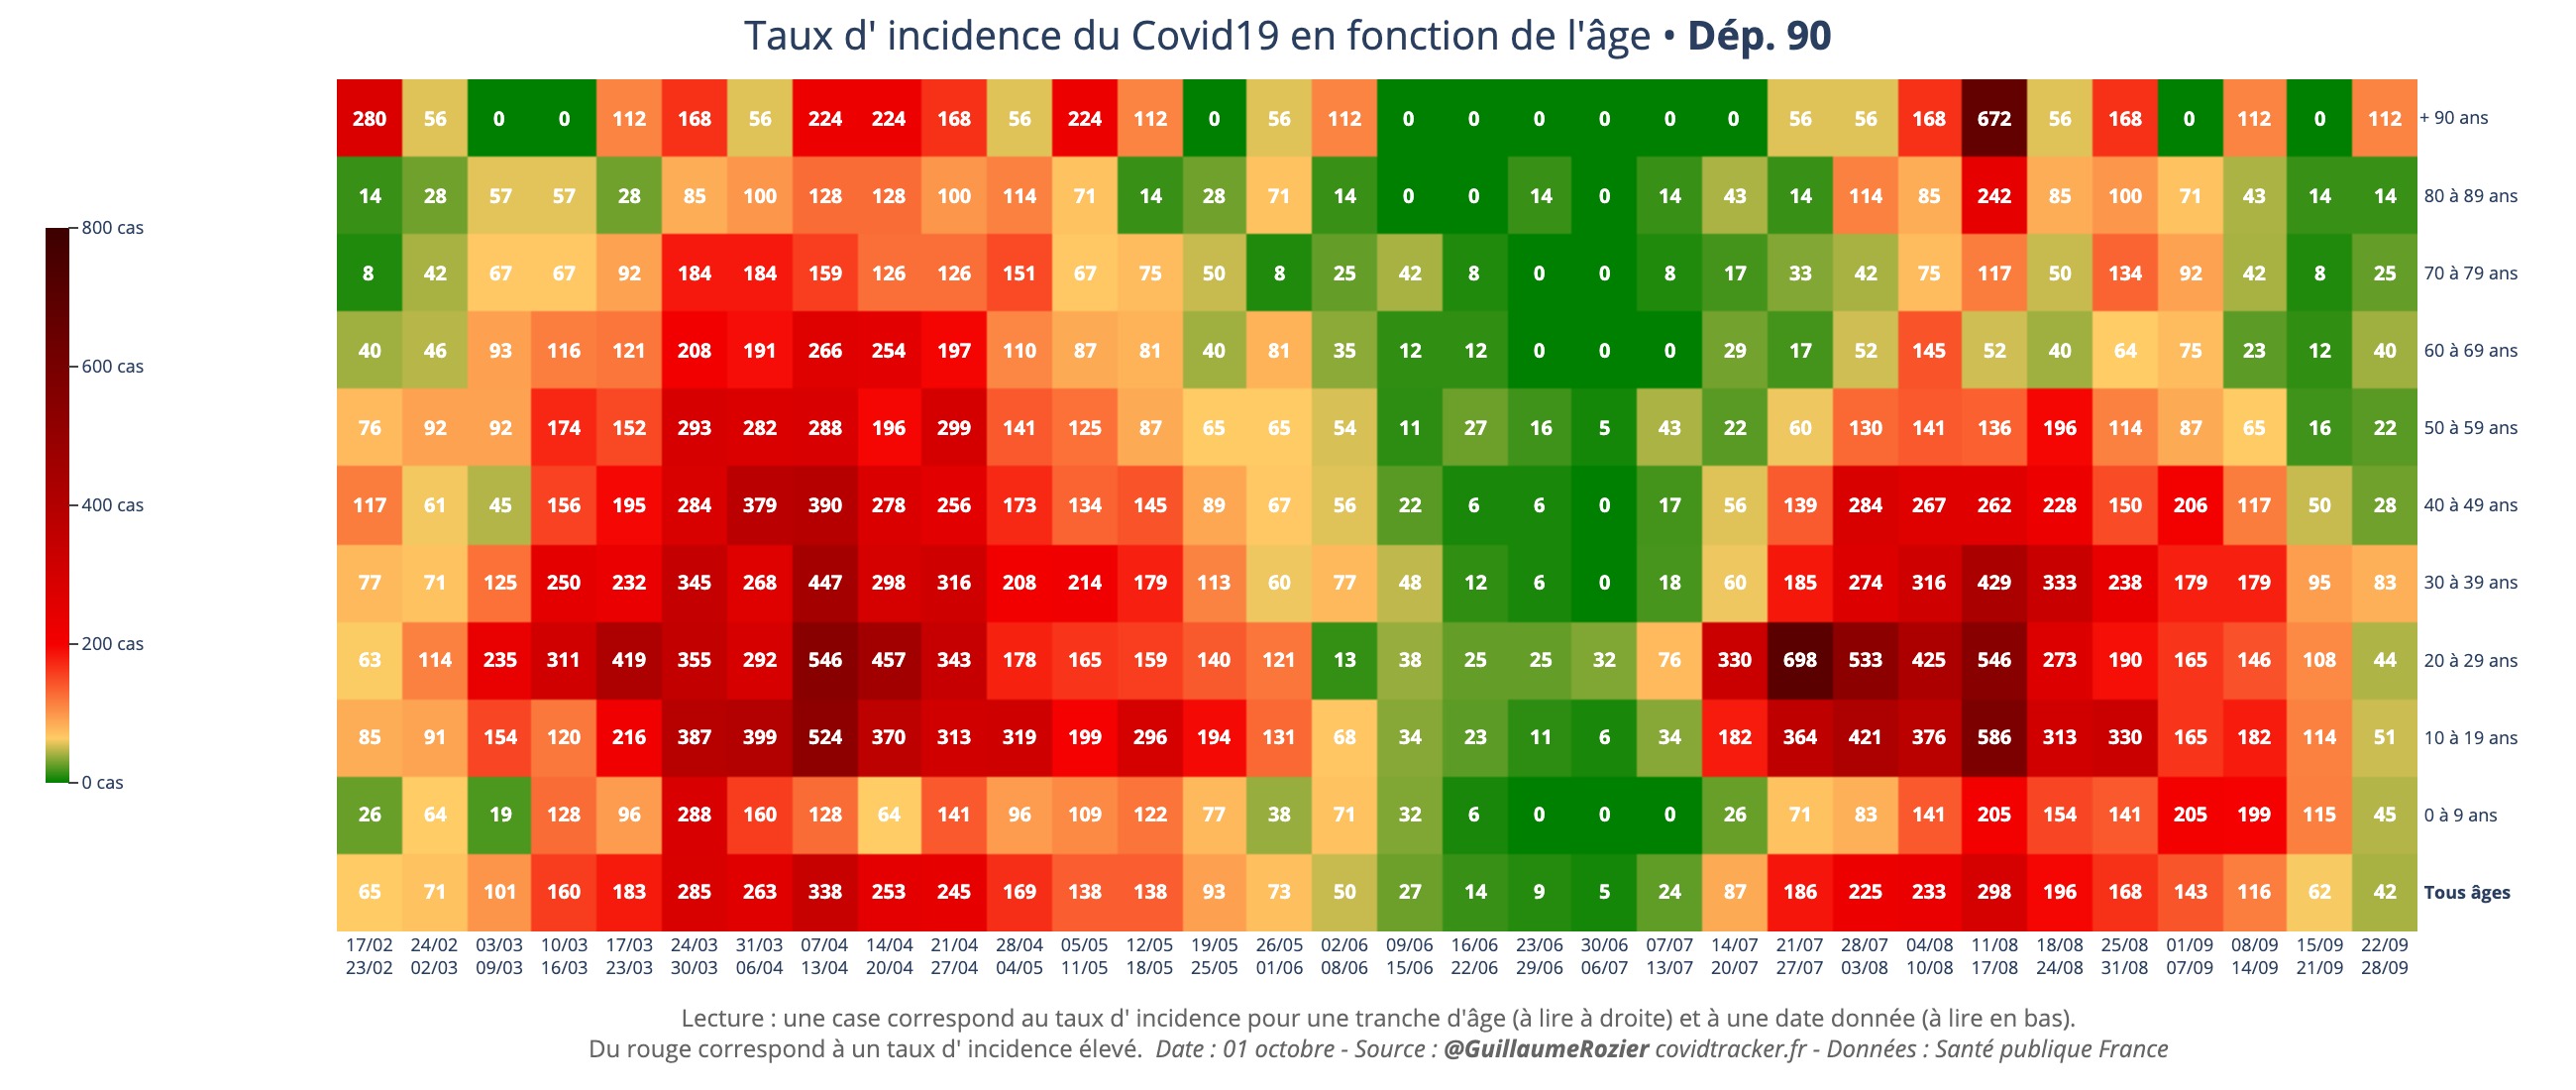 Taux d' incidence du Covid19 en fonction de l'âge • Dép. 90
280 56 0 0 112 168 56 224 224 168 56 224 112 0 56 112 0 0 0 0 0 0 56 56 168 672 56 168 0 112 0 112 + 90 ans
14 28 57 57 28 85 100 128 128 100 114 71 14 28 71 14 0 0 14 0 14 43 14 114 85 242 85 100 71 43 14 14 80 à 89 ans
8 42 67 67 92 184 184 159 126 126 151 67 75 50 8 25 42 8 0 0 8 17 33 42 75 117 50 134 92 42 8 25 70 à 79 ans
40 46 93 116 121 208 191 266 254 197 110 87 81 40 81 35 12 12 0 0 0 29 17 52 145 52 40 64 75 23 12 40 60 à 69 ans
76 92 92 174 152 293 282 288 196 299 141 125 87 65 65 54 11 27 16 5 43 22 60 130 141 136 196 114 87 65 16 22 50 à 59 ans
117 61 45 156 195 284 379 390 278 256 173 134 145 89 67 56 22 6 6 0 17 56 139 284 267 262 228 150 206 117 50 28 40 à 49 ans
77 71 125 250 232 345 268 447 298 316 208 214 179 113 60 77 48 12 6 0 18 60 185 274 316 429 333 238 179 179 95 83 30 à 39 ans
63 114 235 311 419 355 292 546 457 343 178 165 159 140 121 13 38 25 25 32 76 330 698 533 425 546 273 190 165 146 108 44 20 à 29 ans
85 91 154 120 216 387 399 524 370 313 319 199 296 194 131 68 34 23 11 6 34 182 364 421 376 586 313 330 165 182 114 51 10 à 19 ans
26 64 19 128 96 288 160 128 64 141 96 109 122 77 38 71 32 6 0 0 0 26 71 83 141 205 154 141 205 199 115 45 0 à 9 ans
65 71 101 160 183 285 263 338 253 245 169 138 138 93 73 50 27 14 9 5 24 87 186 225 233 298 196 168 143 116 62 42 Tous âges
17/02 24/02 03/03 10/03 17/03 24/03 31/03 07/04 14/04 21/04 28/04 05/05 12/05 19/05 26/05 02/06 09/06 16/06 23/06 30/06 07/07 14/07 21/07 28/07 04/08 11/08 18/08 25/08 01/09 08/09 15/09 22/09
23/02 02/03 09/03 16/03 23/03 30/03 06/04 13/04 20/04 27/04 04/05 11/05 18/05 25/05 01/06 08/06 15/06 22/06 29/06 06/07 13/07 20/07 27/07 03/08 10/08 17/08 24/08 31/08 07/09 14/09 21/09 28/09
800 cas
600 cas
400 cas
200 cas
0 cas
Lecture : une case correspond au taux d' incidence pour une tranche d'âge (à lire à droite) et à une date donnée (à lire en bas).
Du rouge correspond à un taux d' incidence élevé. Date : 01 octobre - Source : @GuillaumeRozier covidtracker.fr - Données : Santé publique France